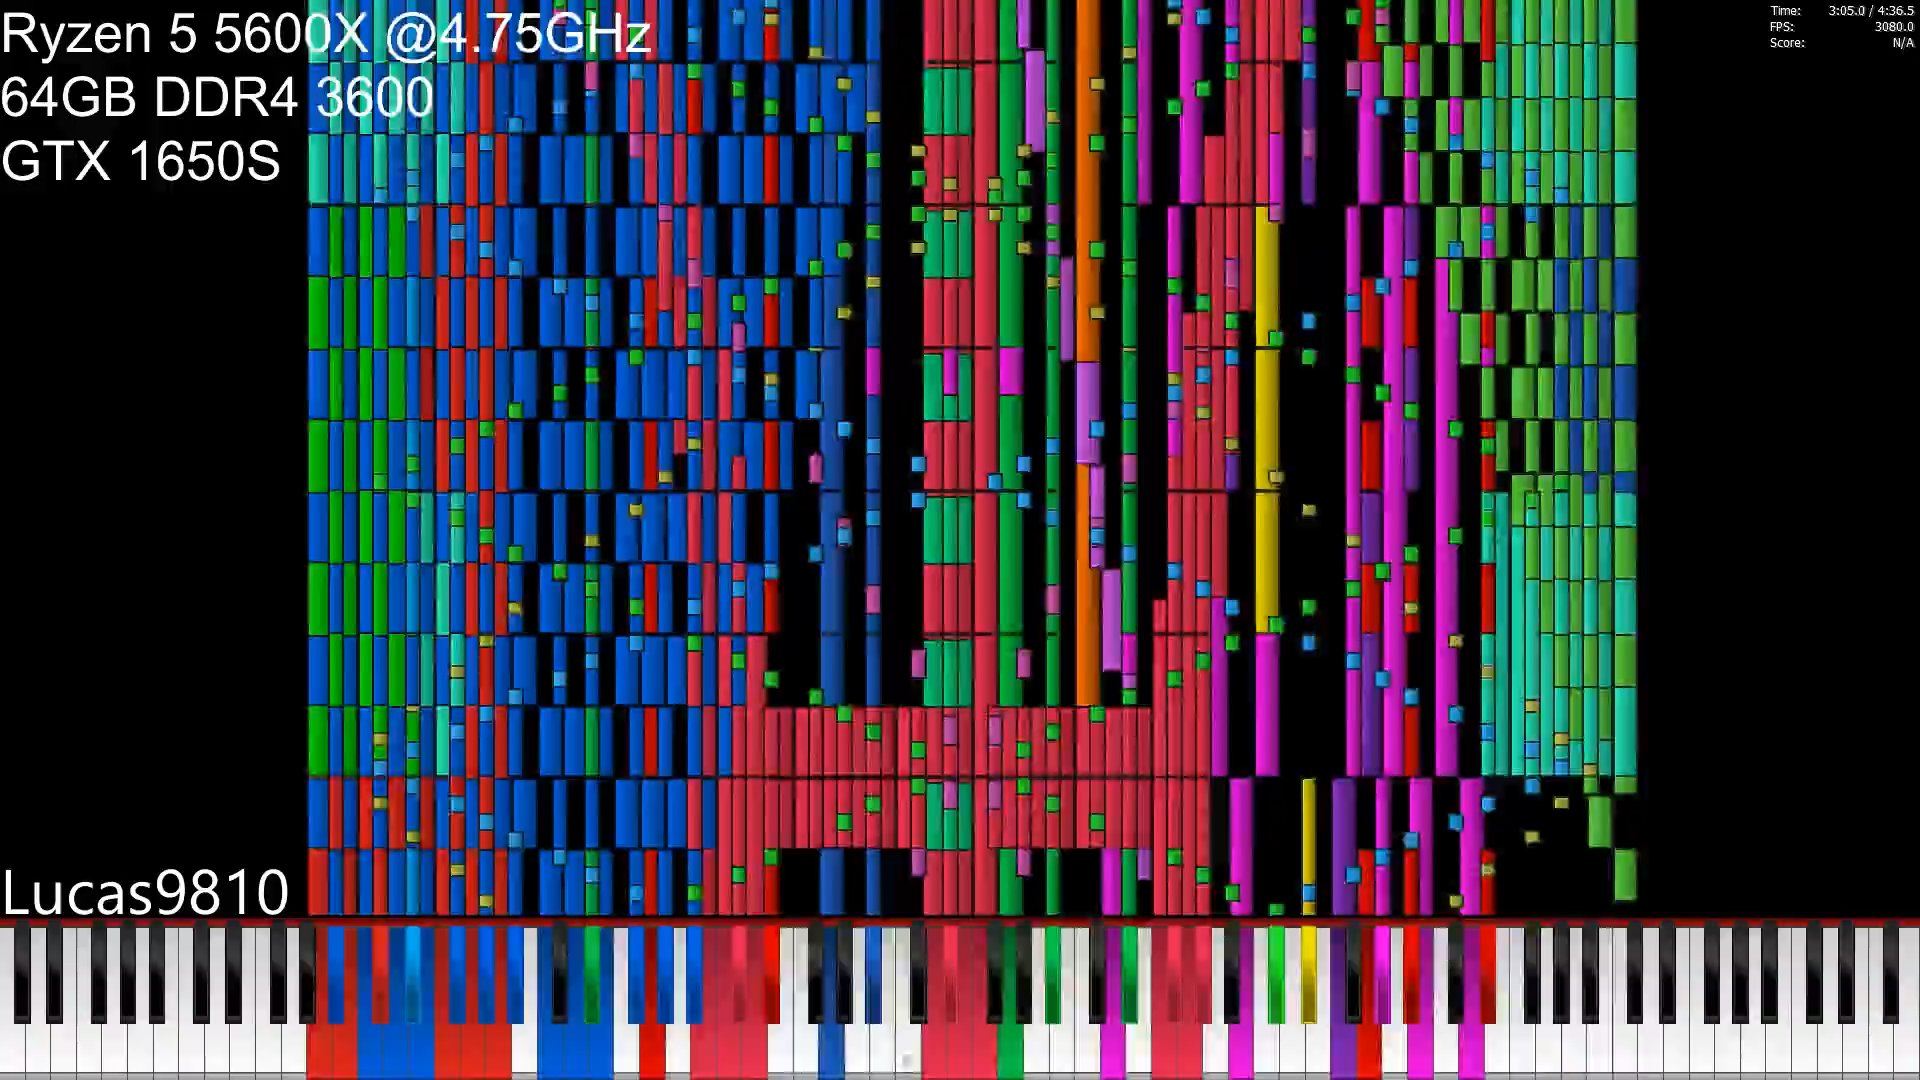 Ryzen 5 5600X @4.75GHz
64GB DDR4 3600
GTX 1650S
Time: 3:05.0 / 4:36.5
FPS: 3080.0
Score: N/A
Lucas9810